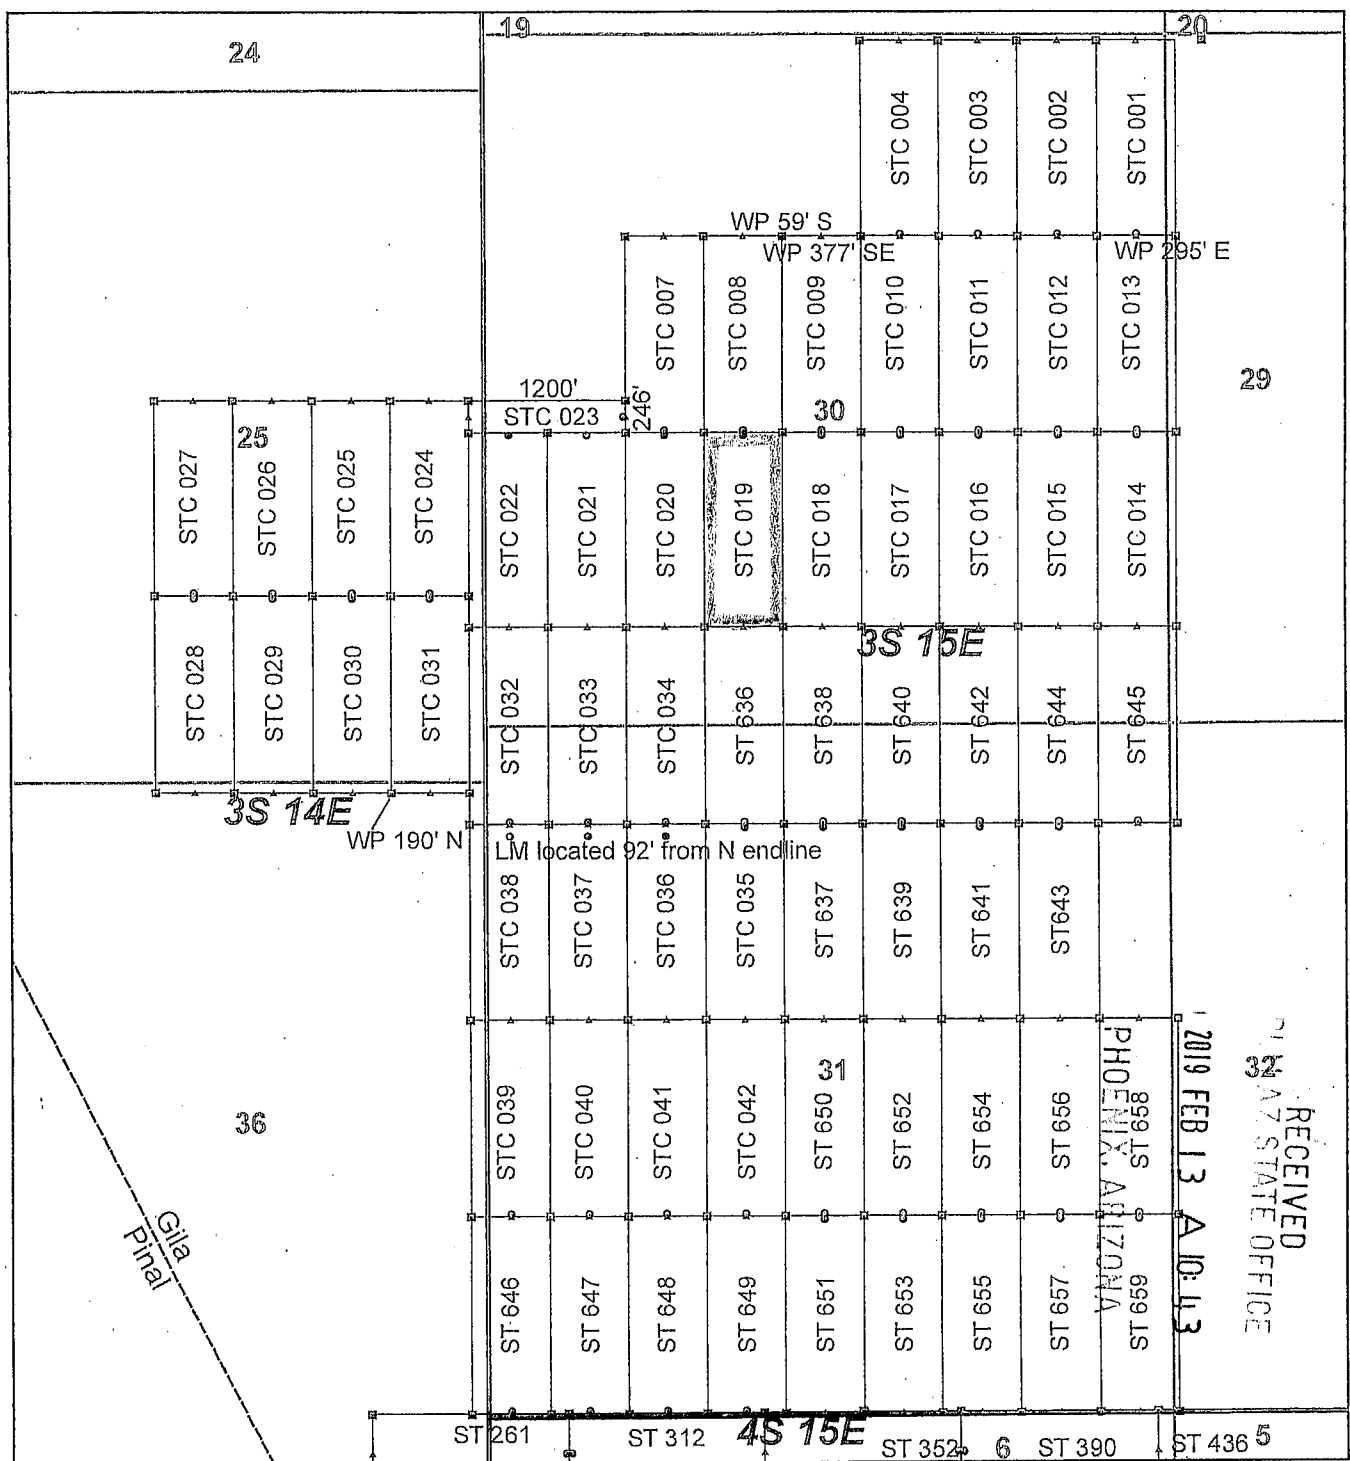 19
20
24
STC 004
STC 003
STC 002
STC 001
WP 59' S
WP 377' SE
WP 295' E
STC 007
STC 008
STC 009
STC 010
STC 011
STC 012
STC 013
29
1200'
246'
STC 023
30
25
STC 027
STC 026
STC 025
STC 024
STC 022
STC 021
STC 020
STC 019
STC 018
STC 017
STC 016
STC 015
STC 014
3S 15E
STC 028
STC 029
STC 030
STC 031
STC 032
STC 033
STC 034
ST 636
ST 638
ST 640
ST 642
ST 644
ST 645
3S 14E
WP 190' N
LM located 92' from N endline
STC 038
STC 037
STC 036
STC 035
ST 637
ST 639
ST 641
ST643
31
32
36
STC 039
STC 040
STC 041
STC 042
ST 650
ST 652
ST 654
ST 656
ST 658
RECEIVED
AZ STATE OFFICE
2019 FEB 13 A 10:43
PHOENIX, ARIZONA
Gila
Pinal
ST 646
ST 647
ST 648
ST 649
ST 651
ST 653
ST 655
ST 657
ST 659
ST 261
ST 312
4S 15E
ST 352
6
ST 390
ST 436
5